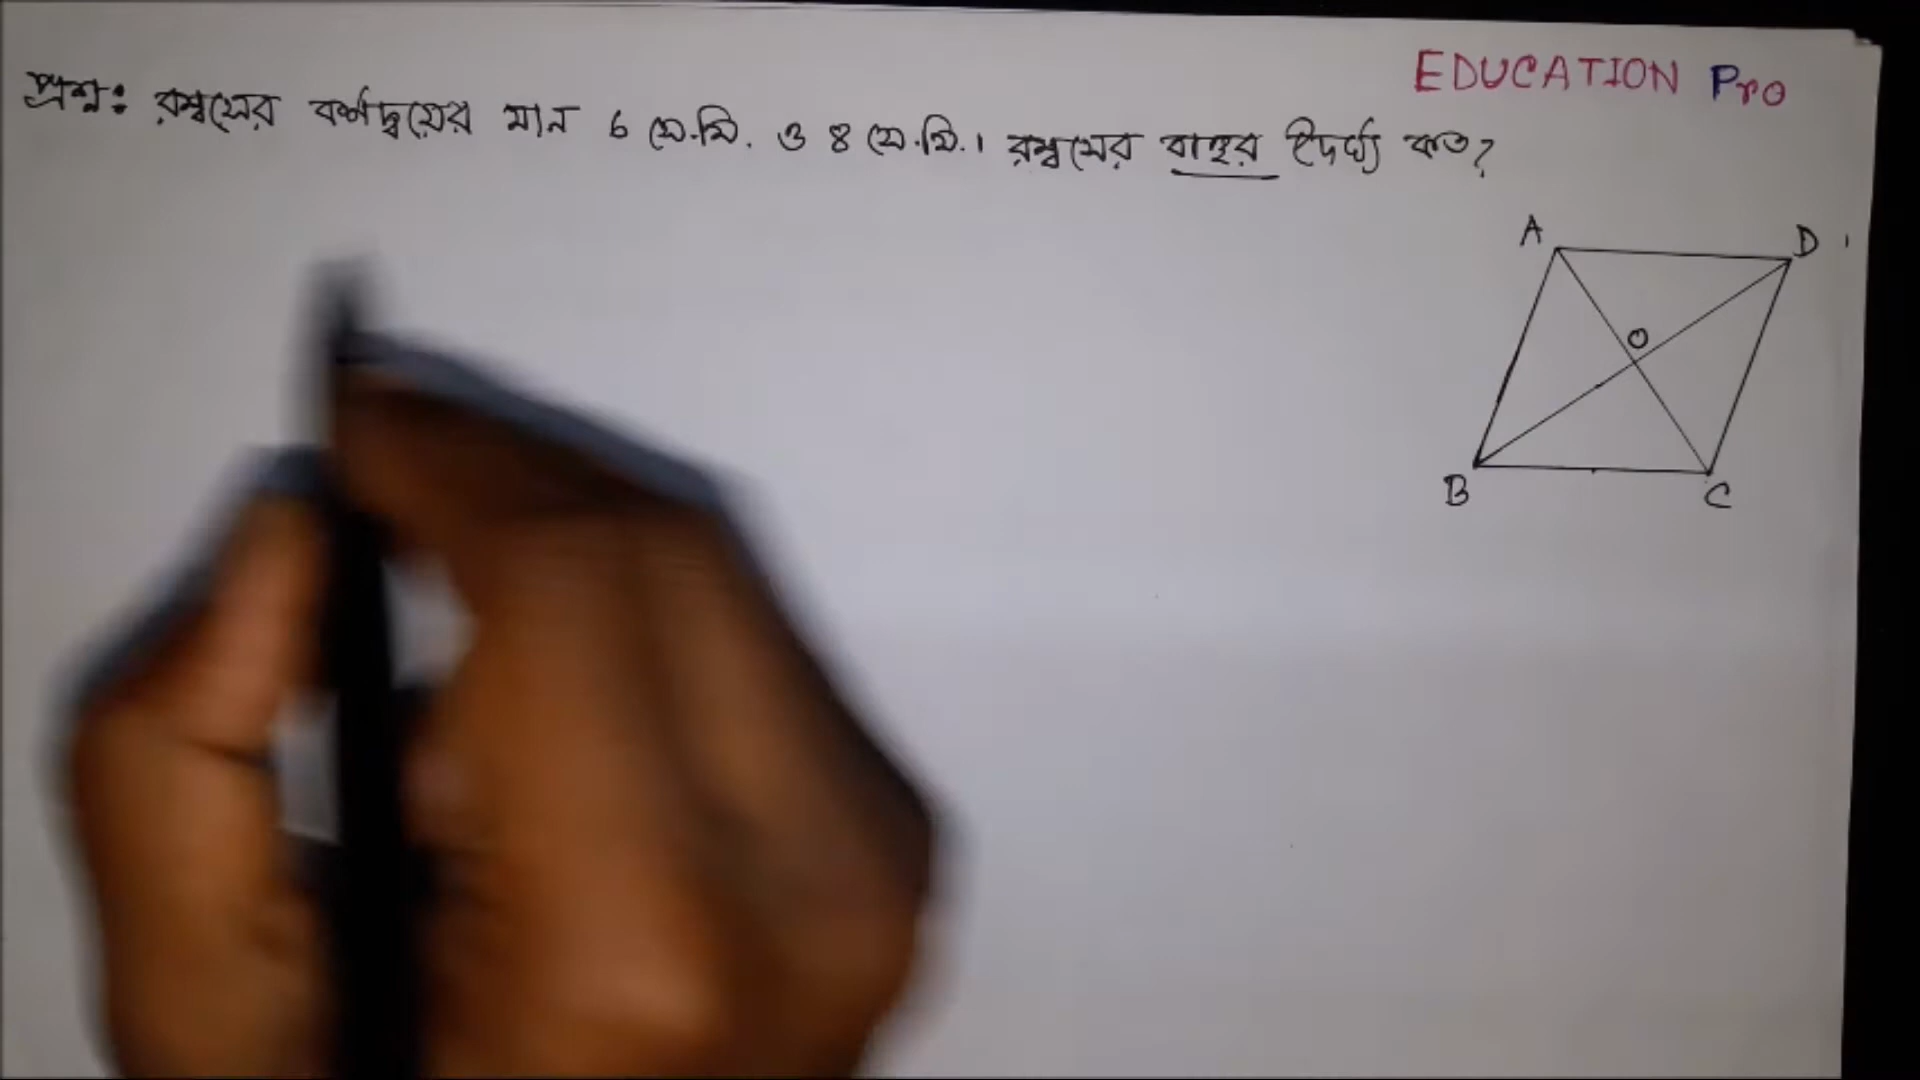 EDUCATION Pro
প্রশ্ন: রম্বসের কর্ণদ্বয়ের মান 6 সে.মি. ও 8 সে.মি.। রম্বসের বাহুর দৈর্ঘ্য কত?
A
D
O
B
C